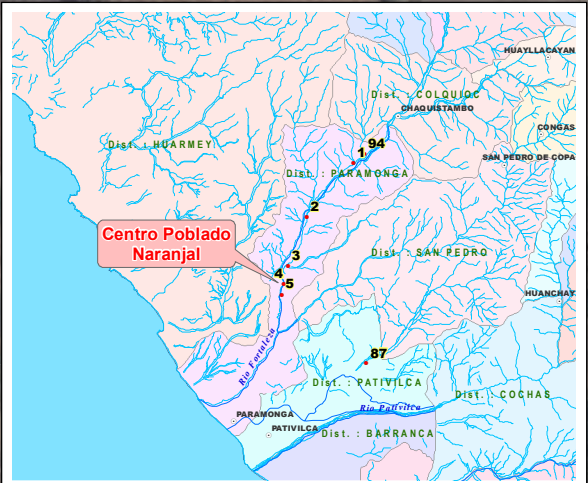 HUAYLLACAYAN
Dist. : COLQUIOC
CHAQUISTAMBO
CONGAS
Dist. : HUARMEY
94
1
SAN PEDRO DE COPA
Dist. : PARAMONGA
2
Centro Poblado
Naranjal
3
Dist. : SAN PEDRO
4
5
HUANCHAY
Rio Fortaleza
87
Dist. : PATIVILCA
Dist. : COCHAS
Rio Pativilca
PARAMONGA
PATIVILCA
Dist. : BARRANCA